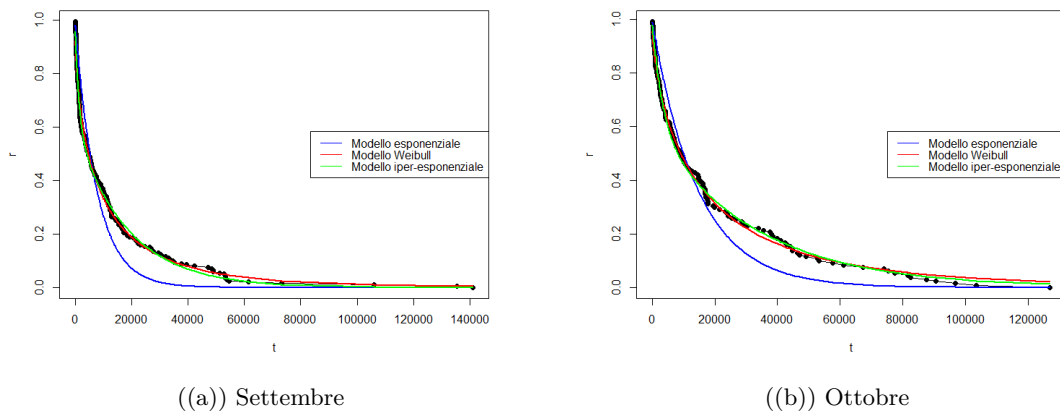 1.0
0.8
0.6
0.4
0.2
0.0
r
Modello esponenziale
Modello Weibull
Modello iper-esponenziale
0 20000 40000 60000 80000 100000 120000 140000
t
((a)) Settembre
1.0
0.8
0.6
0.4
0.2
0.0
r
Modello esponenziale
Modello Weibull
Modello iper-esponenziale
0 20000 40000 60000 80000 100000 120000
t
((b)) Ottobre